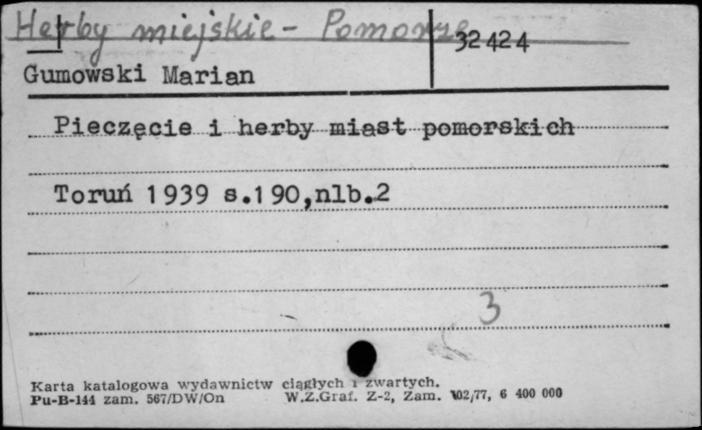 Herby miejskie - Pomorze
32424
Gumowski Marian
Pieczęcie i herby miast pomorskich
Toruń 1939 s.190,nlb.2
3
Karta katalogowa wydawnictw ciągłych i zwartych.
Pu-B-144 zam. 567/DW/On W.Z.Graf. Z-2, Zam. 102/77, 6 400 000